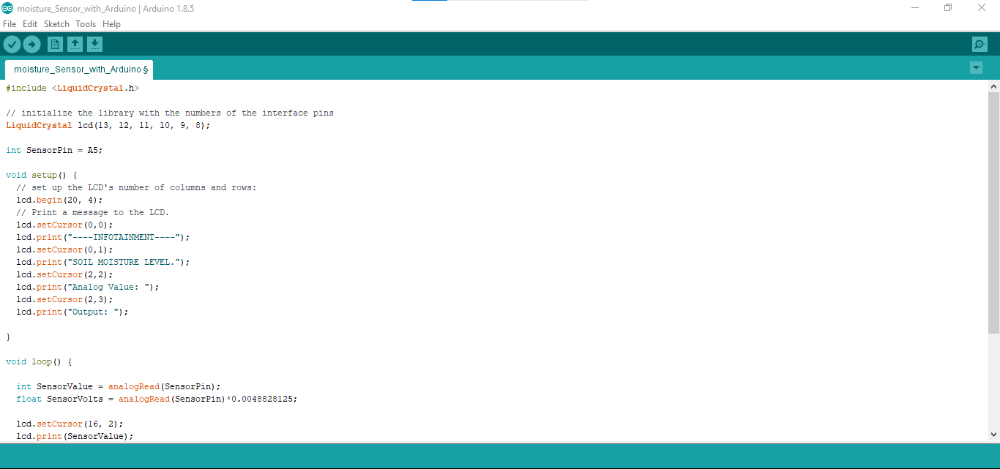 moisture_Sensor_with_Arduino | Arduino 1.8.5
File Edit Sketch Tools Help
moisture_Sensor_with_Arduino §
#include <LiquidCrystal.h>
// initialize the library with the numbers of the interface pins
LiquidCrystal lcd(13, 12, 11, 10, 9, 8);
int SensorPin = A5;
void setup() {
// set up the LCD's number of columns and rows:
lcd.begin(20, 4);
// Print a message to the LCD.
lcd.setCursor(0,0);
lcd.print("----INFOTAINMENT----");
lcd.setCursor(0,1);
lcd.print("SOIL MOISTURE LEVEL.");
lcd.setCursor(2,2);
lcd.print("Analog Value: ");
lcd.setCursor(2,3);
lcd.print("Output: ");
}
void loop() {
int SensorValue = analogRead(SensorPin);
float SensorVolts = analogRead(SensorPin)*0.0048828125;
lcd.setCursor(16, 2);
lcd.print(SensorValue);